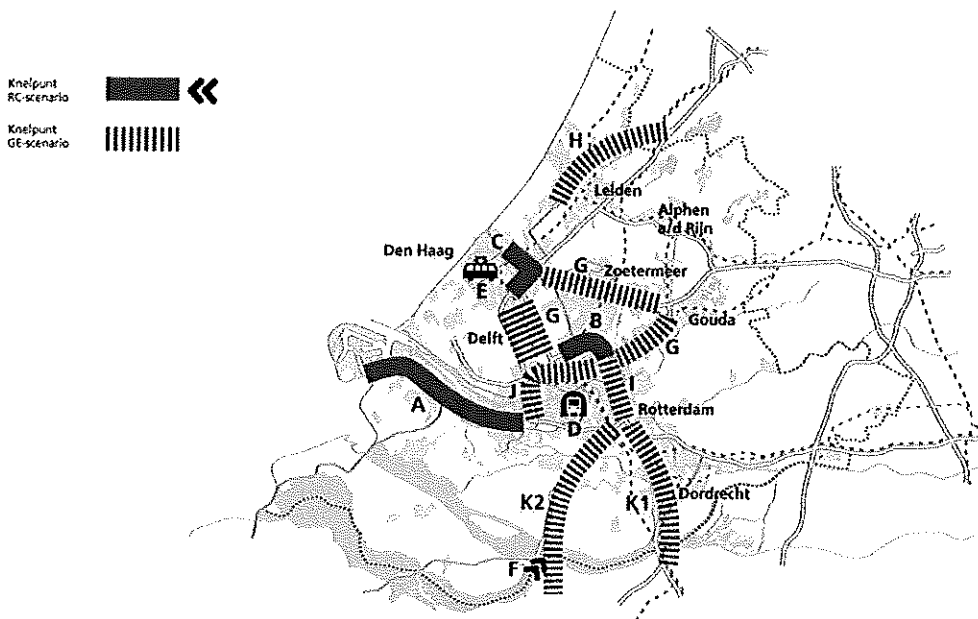 Knelpunt
RC-scenario
Knelpunt
GE-scenario
H
Leiden
Alphen
a/d Rijn
Den Haag
C
E
G
Zoetermeer
G
B
Gouda
Delft
G
J
I
A
D
Rotterdam
K2
K1
Dordrecht
F